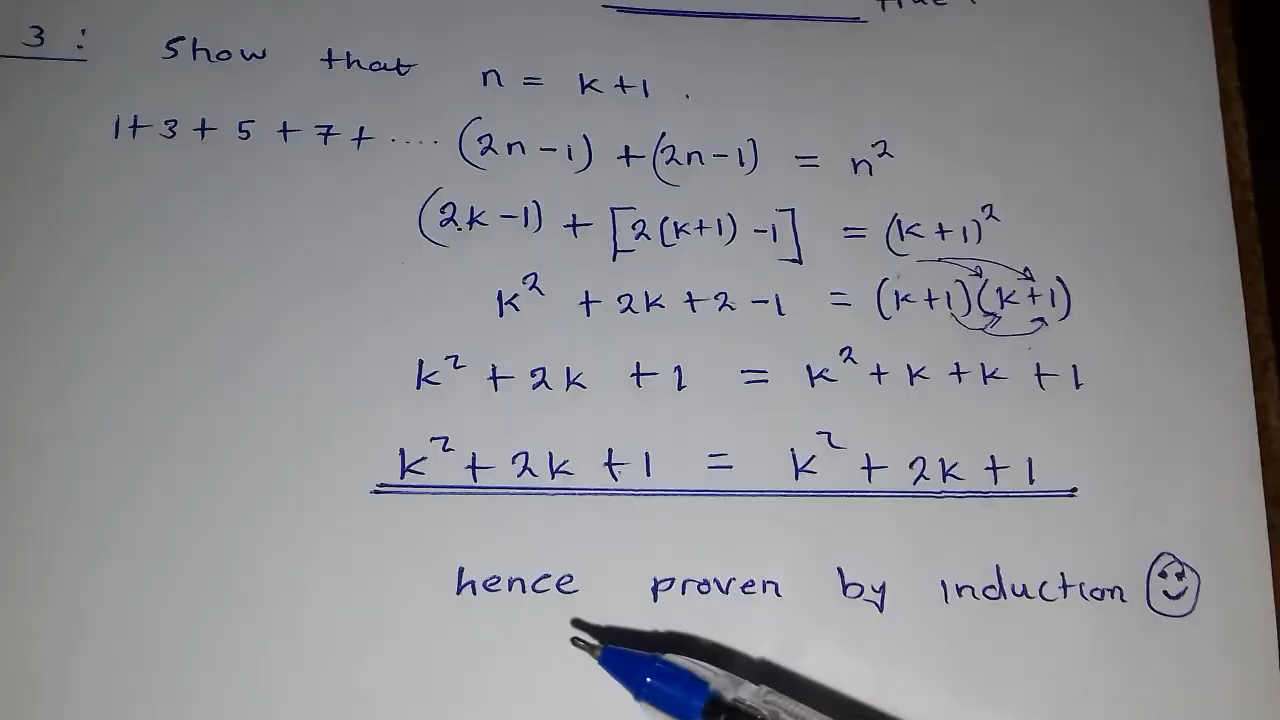 3 : Show that n = k+1 .
1+3+5+7+.... (2n-1) +(2n-1) = n²
(2k-1) + [2(k+1) -1] = (k+1)²
k² +2k+2-1 = (k+1)(k+1)
k² +2k +1 = k² +k +k +1
k² +2k +1 = k² +2k+1
hence proven by induction